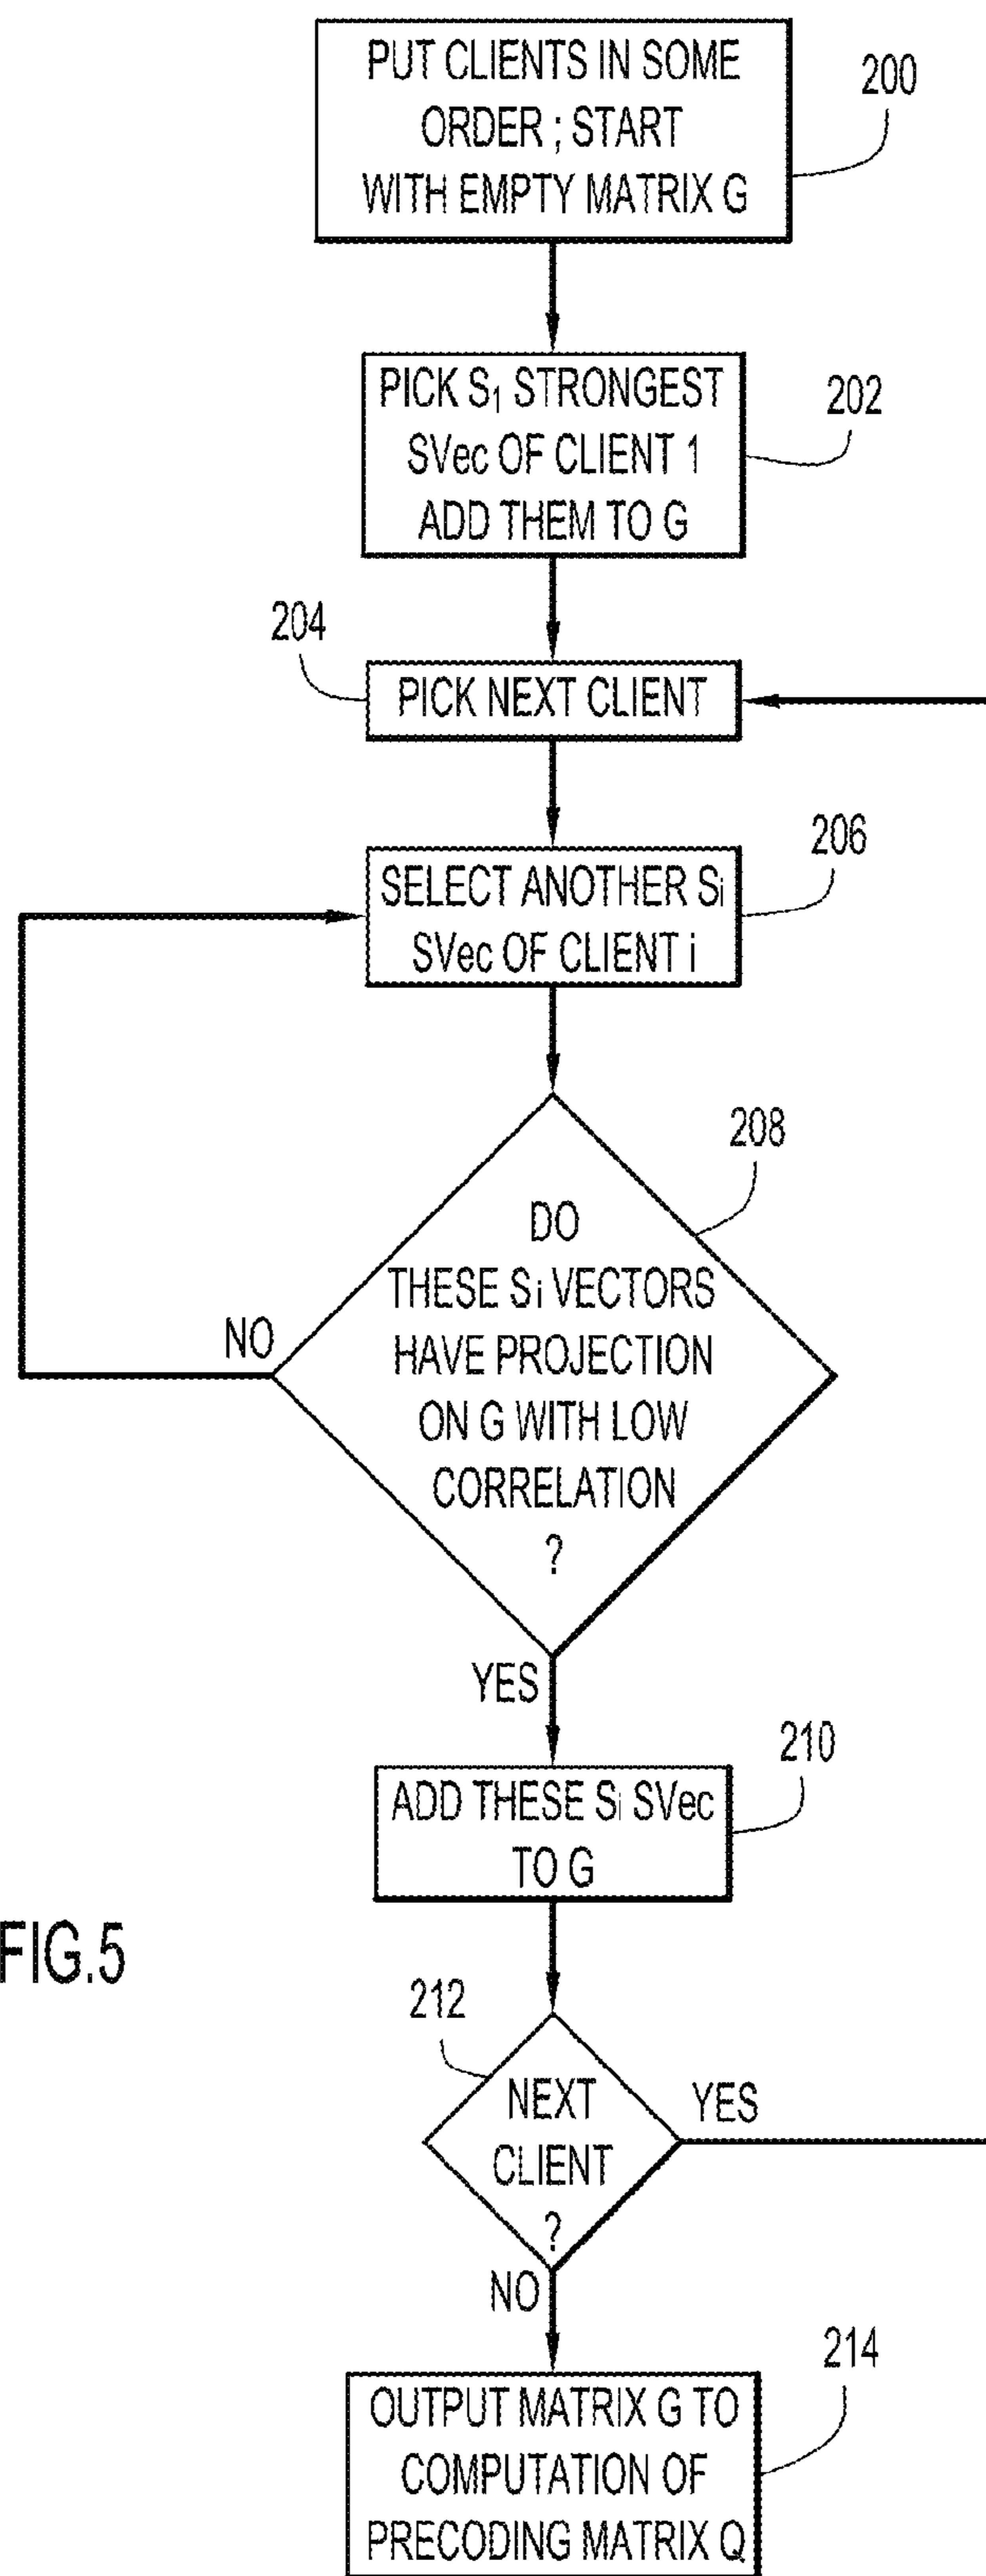 PUT CLIENTS IN SOME
ORDER ; START
WITH EMPTY MATRIX G
200
PICK S₁ STRONGEST
SVec OF CLIENT 1
ADD THEM TO G
202
204
PICK NEXT CLIENT
206
SELECT ANOTHER Si
SVec OF CLIENT i
208
DO
THESE Si VECTORS
HAVE PROJECTION
ON G WITH LOW
CORRELATION
?
NO
YES
210
ADD THESE Si SVec
TO G
FIG.5
212
NEXT
CLIENT
?
YES
NO
214
OUTPUT MATRIX G TO
COMPUTATION OF
PRECODING MATRIX Q